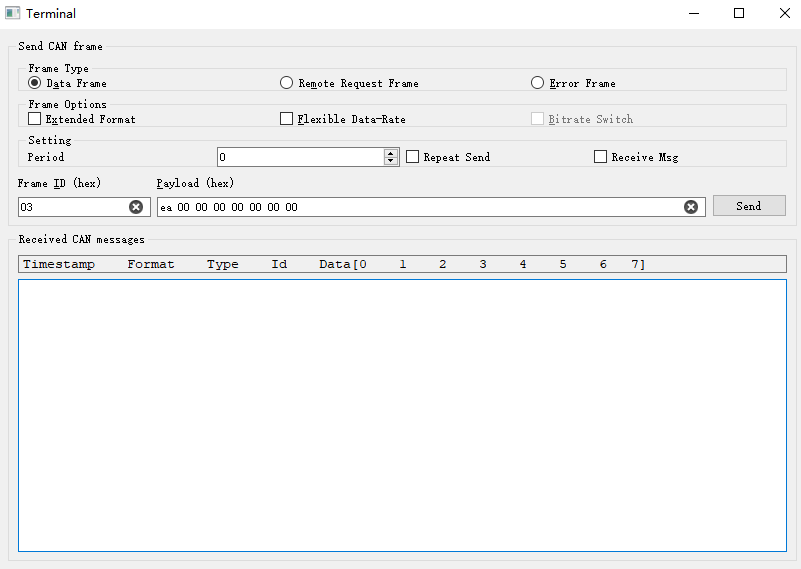 Terminal
Send CAN frame
Frame Type
Data Frame Remote Request Frame Error Frame
Frame Options
Extended Format Flexible Data-Rate Bitrate Switch
Setting
Period 0 Repeat Send Receive Msg
Frame ID (hex) Payload (hex)
03 ea 00 00 00 00 00 00 00 Send
Received CAN messages
Timestamp Format Type Id Data[0 1 2 3 4 5 6 7]